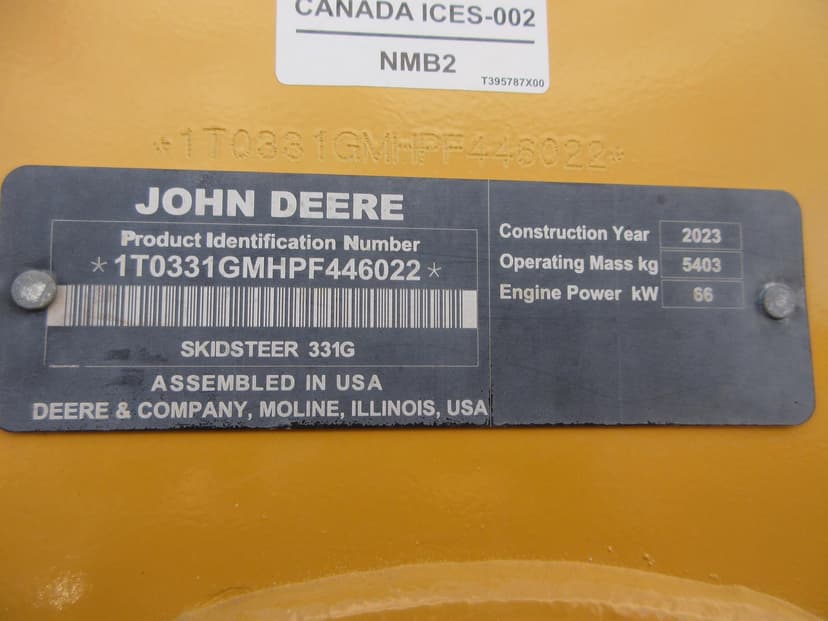 CANADA ICES-002
NMB2
T395787X00
*1T0331GMHPF446022*
JOHN DEERE
Product Identification Number
*1T0331GMHPF446022*
SKIDSTEER 331G
ASSEMBLED IN USA
DEERE & COMPANY, MOLINE, ILLINOIS, USA
Construction Year 2023
Operating Mass kg 5403
Engine Power kW 66